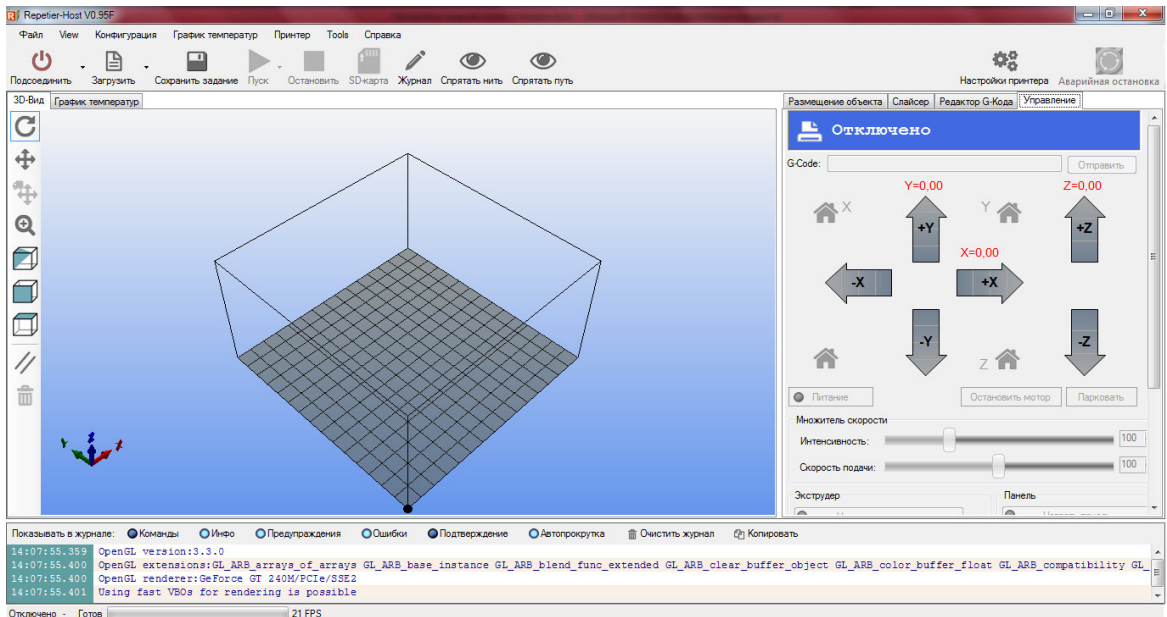 Repetier-Host V0.95F
Файл View Конфигурация График температур Принтер Tools Справка
Подсоединить Загрузить Сохранить задание Пуск Остановить SD-карта Журнал Спрятать нить Спрятать путь Настройки принтера Аварийная остановка
3D-Вид График температур
Размещение объекта Слайсер Редактор G-Кода Управление
Отключено
G-Code: Отправить
Y=0,00 Z=0,00
X Y
+Y +Z
X=0,00
-X +X
-Y -Z
Z
Питание Остановить мотор Парковать
Множитель скорости
Интенсивность: 100
Скорость подачи: 100
Экструдер Панель
Y Z X
Показывать в журнале: Команды Инфо Предупраждения Ошибки Подтверждение Автопрокрутка Очистить журнал Копировать
14:07:55.359 OpenGL version:3.3.0
14:07:55.400 OpenGL extensions:GL_ARB_arrays_of_arrays GL_ARB_base_instance GL_ARB_blend_func_extended GL_ARB_clear_buffer_object GL_ARB_color_buffer_float GL_ARB_compatibility GL_
14:07:55.400 OpenGL renderer:GeForce GT 240M/PCIe/SSE2
14:07:55.401 Using fast VBOs for rendering is possible
Отключено - Готов 21 FPS